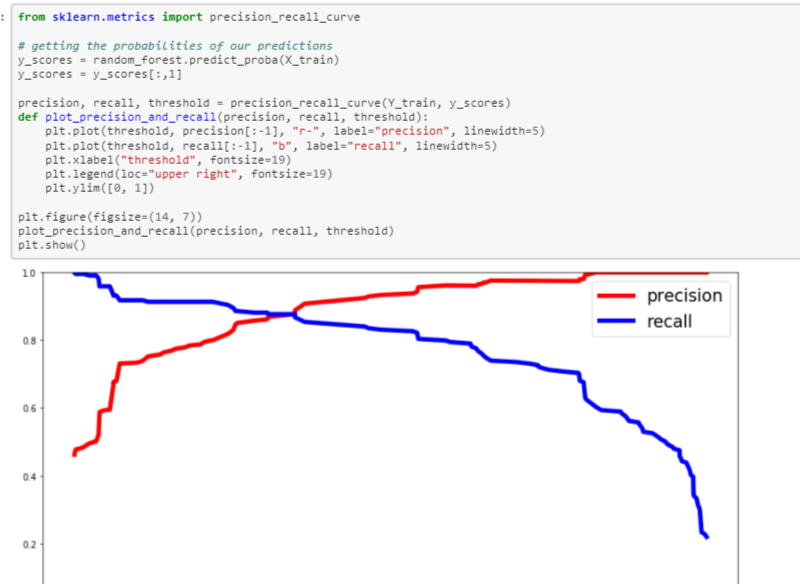 :
from sklearn.metrics import precision_recall_curve
# getting the probabilities of our predictions
y_scores = random_forest.predict_proba(X_train)
y_scores = y_scores[:,1]
precision, recall, threshold = precision_recall_curve(Y_train, y_scores)
def plot_precision_and_recall(precision, recall, threshold):
    plt.plot(threshold, precision[:-1], "r-", label="precision", linewidth=5)
    plt.plot(threshold, recall[:-1], "b", label="recall", linewidth=5)
    plt.xlabel("threshold", fontsize=19)
    plt.legend(loc="upper right", fontsize=19)
    plt.ylim([0, 1])
plt.figure(figsize=(14, 7))
plot_precision_and_recall(precision, recall, threshold)
plt.show()
1.0
precision
recall
0.8
0.6
0.4
0.2